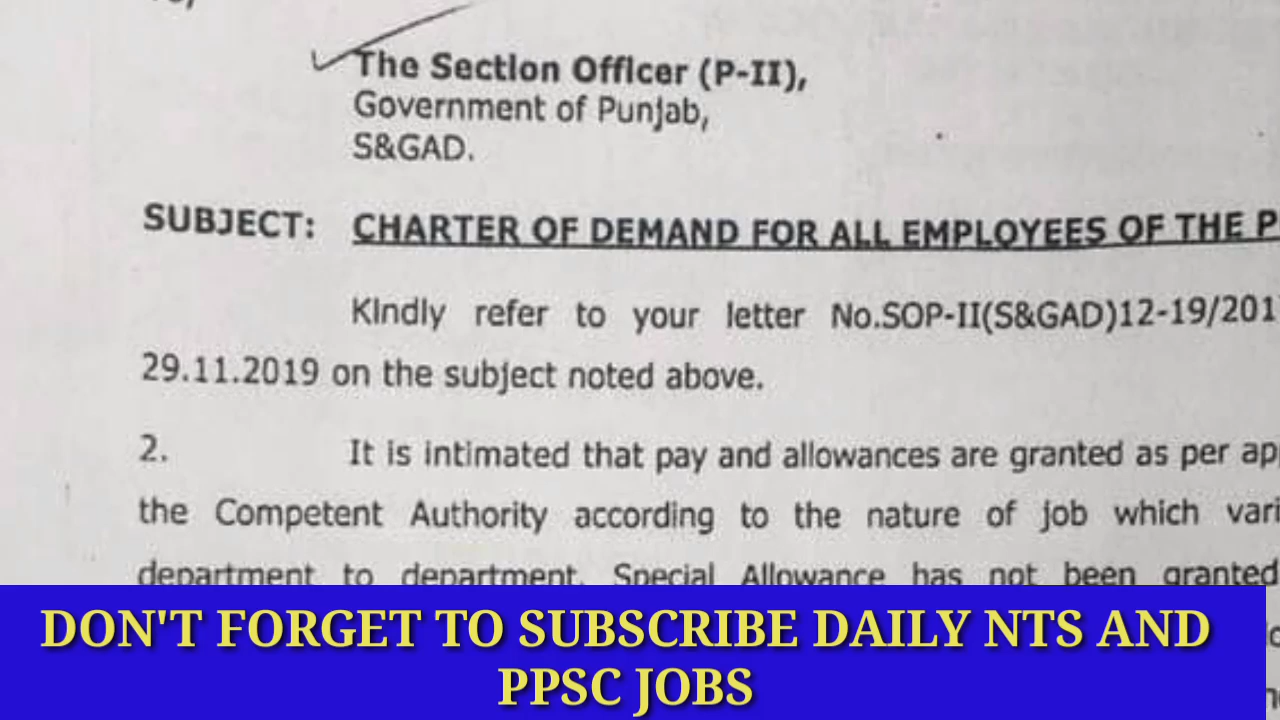 The Section Officer (P-II),
Government of Punjab,
S&GAD.
SUBJECT: CHARTER OF DEMAND FOR ALL EMPLOYEES OF THE P
Kindly refer to your letter No.SOP-II(S&GAD)12-19/201
29.11.2019 on the subject noted above.
2. It is intimated that pay and allowances are granted as per
the Competent Authority according to the nature of job which
department to department. Special Allowance has not been granted
DON'T FORGET TO SUBSCRIBE DAILY NTS AND
PPSC JOBS